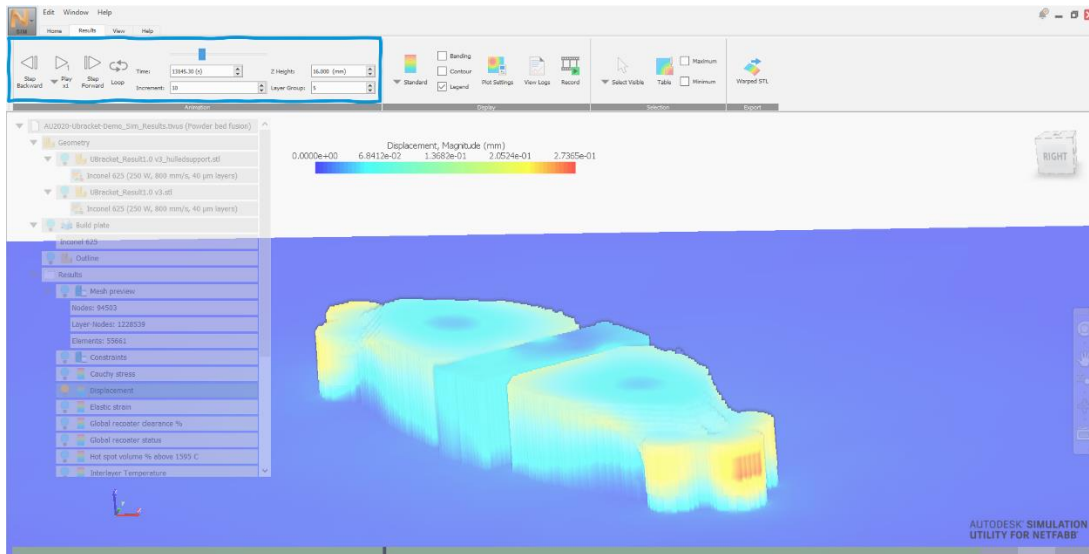 Edit Window Help
SIM Home Results View Help
Step Backward
Play x1
Step Forward
Loop
Time: 13145.30 (s)
Increment: 10
Z Height: 16.000 (mm)
Layer Group: 5
Animation
Standard
Banding
Contour
Legend
Plot Settings
View Logs
Record
Display
Select Visible
Table
Maximum
Minimum
Selection
Warped STL
Export
AU2020-Ubracket-Demo_Sim_Results.tivus (Powder bed fusion)
Geometry
UBracket_Result1.0 v3_hulledsupport.stl
Inconel 625 (250 W, 800 mm/s, 40 µm layers)
UBracket_Result1.0 v3.stl
Inconel 625 (250 W, 800 mm/s, 40 µm layers)
Build plate
Inconel 625
Outline
Results
Mesh preview
Nodes: 94533
Layer-Nodes: 1228539
Elements: 55661
Constraints
Cauchy stress
Displacement
Elastic strain
Global recoater clearance %
Global recoater status
Hot spot volume % above 1595 C
Interlayer Temperature
Displacement, Magnitude (mm)
0.0000e+00 6.8412e-02 1.3682e-01 2.0524e-01 2.7365e-01
RIGHT
AUTODESK® SIMULATION
UTILITY FOR NETFABB®